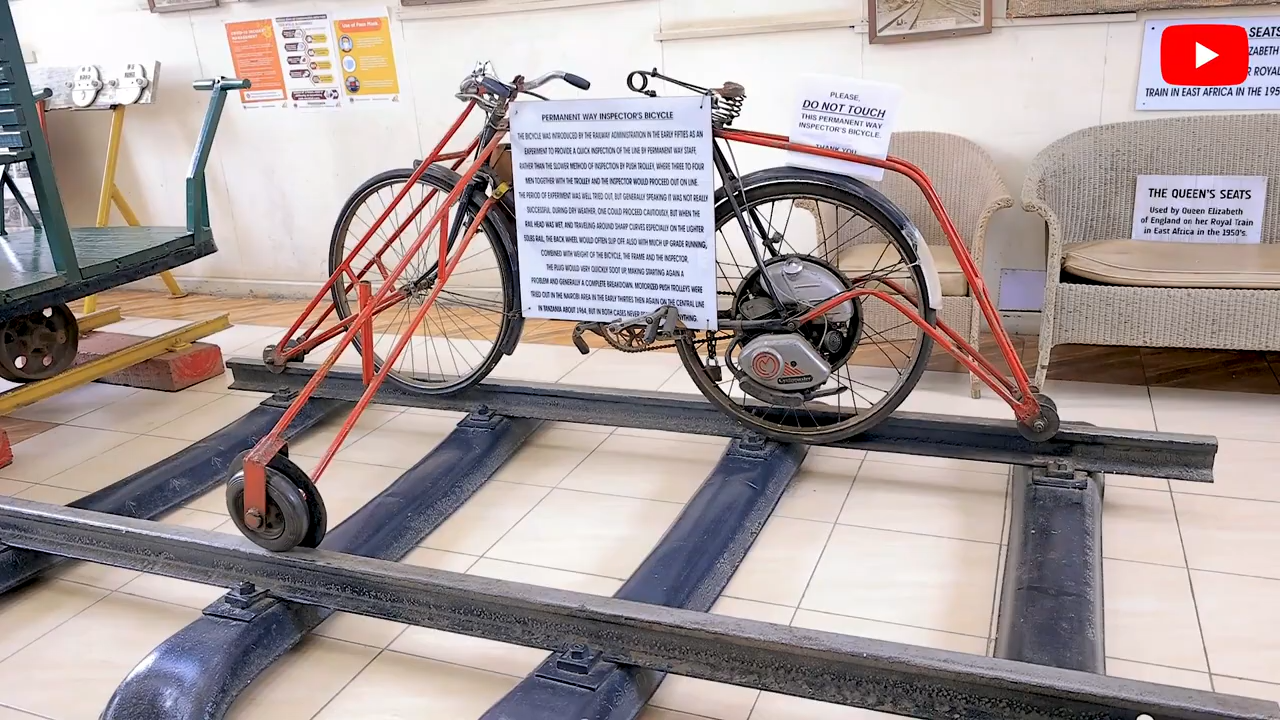 Use of Face Mask
SEATS
TRAIN IN EAST AFRICA IN THE 195
PLEASE,
DO NOT TOUCH
THIS PERMANENT WAY
INSPECTOR'S BICYCLE.
THANK YOU
PERMANENT WAY INSPECTOR'S BICYCLE
THE BICYCLE WAS INTRODUCED BY THE RAILWAY ADMINISTRATION IN THE EARLY FIFTIES AS AN
EXPERIMENT TO PROVIDE A QUICK INSPECTION OF THE LINE BY PERMANENT WAY STAFF,
RATHER THAN THE SLOWER METHOD OF INSPECTION BY PUSH TROLLEY, WHERE THREE TO FOUR
MEN TOGETHER WITH THE TROLLEY AND THE INSPECTOR WOULD PROCEED OUT ON LINE.
THE PERIOD OF EXPERIMENT WAS WELL TRIED OUT, BUT GENERALLY SPEAKING IT WAS NOT REALLY
SUCCESSFUL. DURING DRY WEATHER, ONE COULD PROCEED CAUTIOUSLY, BUT WHEN THE
RAIL HEAD WAS WET, AND TRAVELING AROUND SHARP CURVES ESPECIALLY ON THE LIGHTER
50LBS RAIL, THE BACK WHEEL WOULD OFTEN SLIP OFF. ALSO WITH MUCH UP GRADE RUNNING,
COMBINED WITH WEIGHT OF THE BICYCLE, THE FRAME AND THE INSPECTOR.
THE PLUG WOULD VERY QUICKLY SOOT UP, MAKING STARTING AGAIN A
PROBLEM AND GENERALLY A COMPLETE BREAKDOWN. MOTORIZED PUSH TROLLEYS WERE
TRIED OUT IN THE NAIROBI AREA IN THE EARLY THIRTIES THEN AGAIN ON THE CENTRAL LINE
IN TANZANIA ABOUT 1964, BUT IN BOTH CASES NEVER
THE QUEEN'S SEATS
Used by Queen Elizabeth
of England on her Royal Train
in East Africa in the 1950's.
Cyclemaster